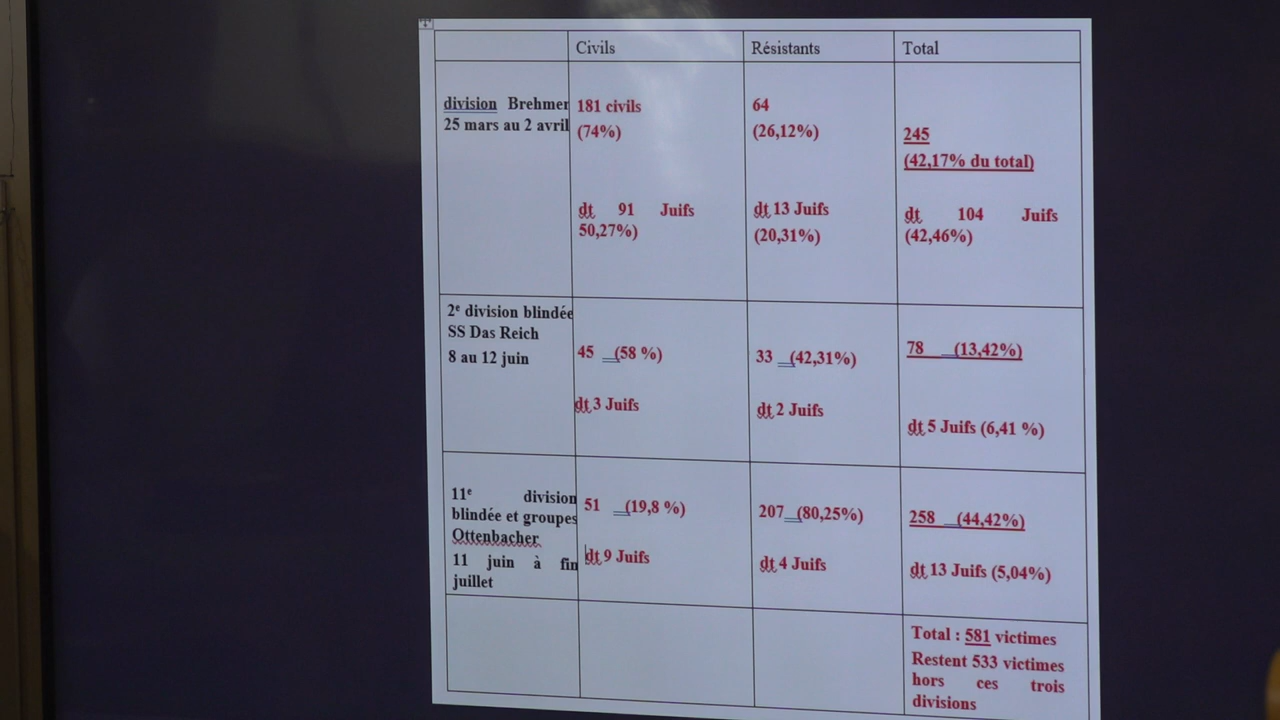 Civils
Résistants
Total
division Brehmer
25 mars au 2 avril
181 civils
(74%)
dt 91 Juifs
50,27%)
64
(26,12%)
dt 13 Juifs
(20,31%)
245
(42,17% du total)
dt 104 Juifs
(42,46%)
2e division blindée
SS Das Reich
8 au 12 juin
45 (58 %)
dt 3 Juifs
33 (42,31%)
dt 2 Juifs
78 (13,42%)
dt 5 Juifs (6,41 %)
11e division
blindée et groupes
Ottenbacher
11 juin à fin
juillet
51 (19,8 %)
dt 9 Juifs
207 (80,25%)
dt 4 Juifs
258 (44,42%)
dt 13 Juifs (5,04%)
Total : 581 victimes
Restent 533 victimes
hors ces trois
divisions